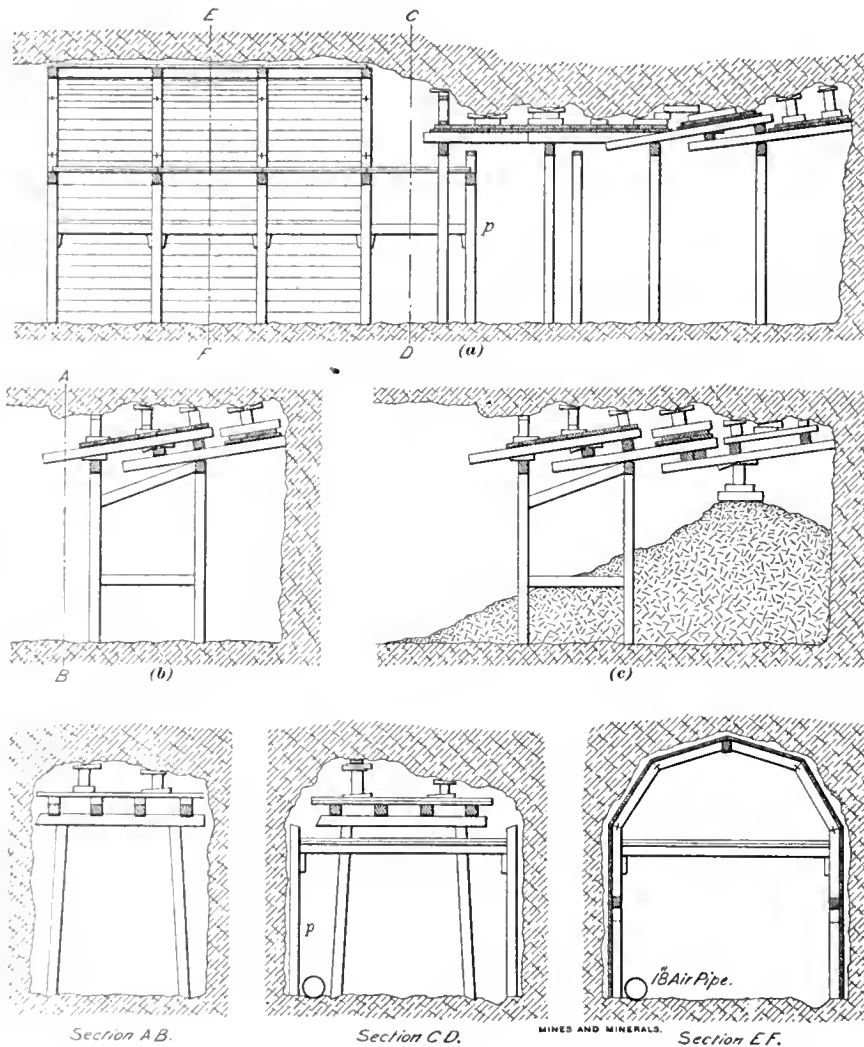 E
C
p
F
D
(a)
A
B
(b)
(c)
p
18" Air Pipe.
Section A B.
Section C D.
MINES AND MINERALS.
Section E F.